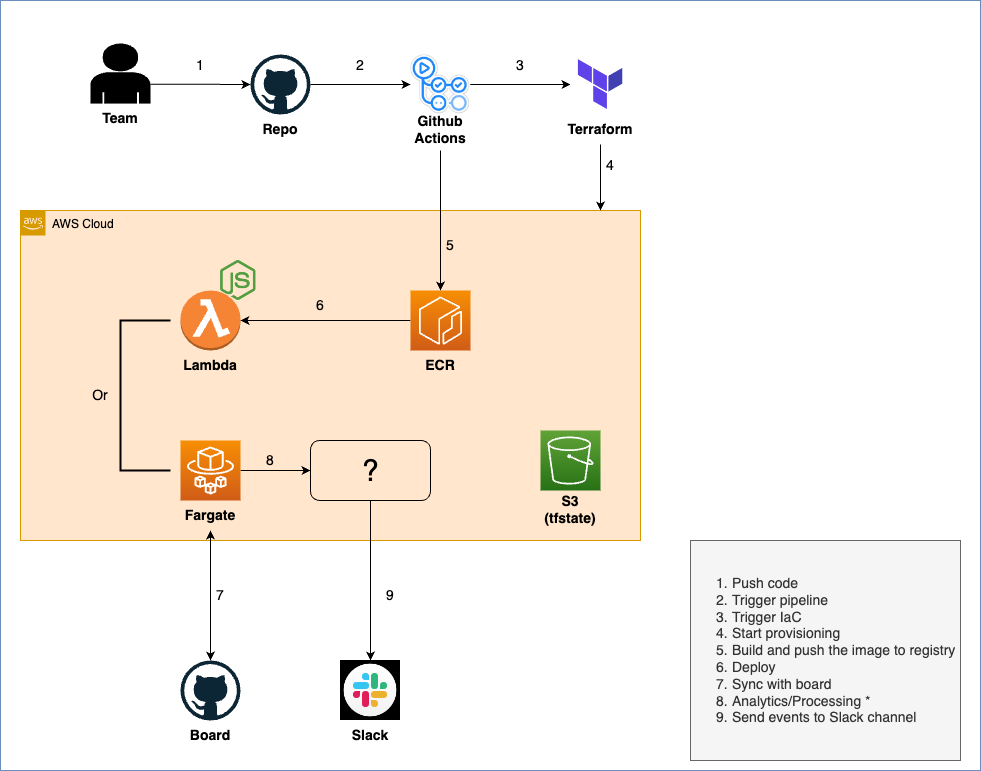 1
2
3
Team
Repo
Github
Actions
Terraform
4
aws
AWS Cloud
5
JS
6
Lambda
ECR
Or
8
?
Fargate
S3
(tfstate)
7
9
Board
Slack
1. Push code
2. Trigger pipeline
3. Trigger IaC
4. Start provisioning
5. Build and push the image to registry
6. Deploy
7. Sync with board
8. Analytics/Processing *
9. Send events to Slack channel